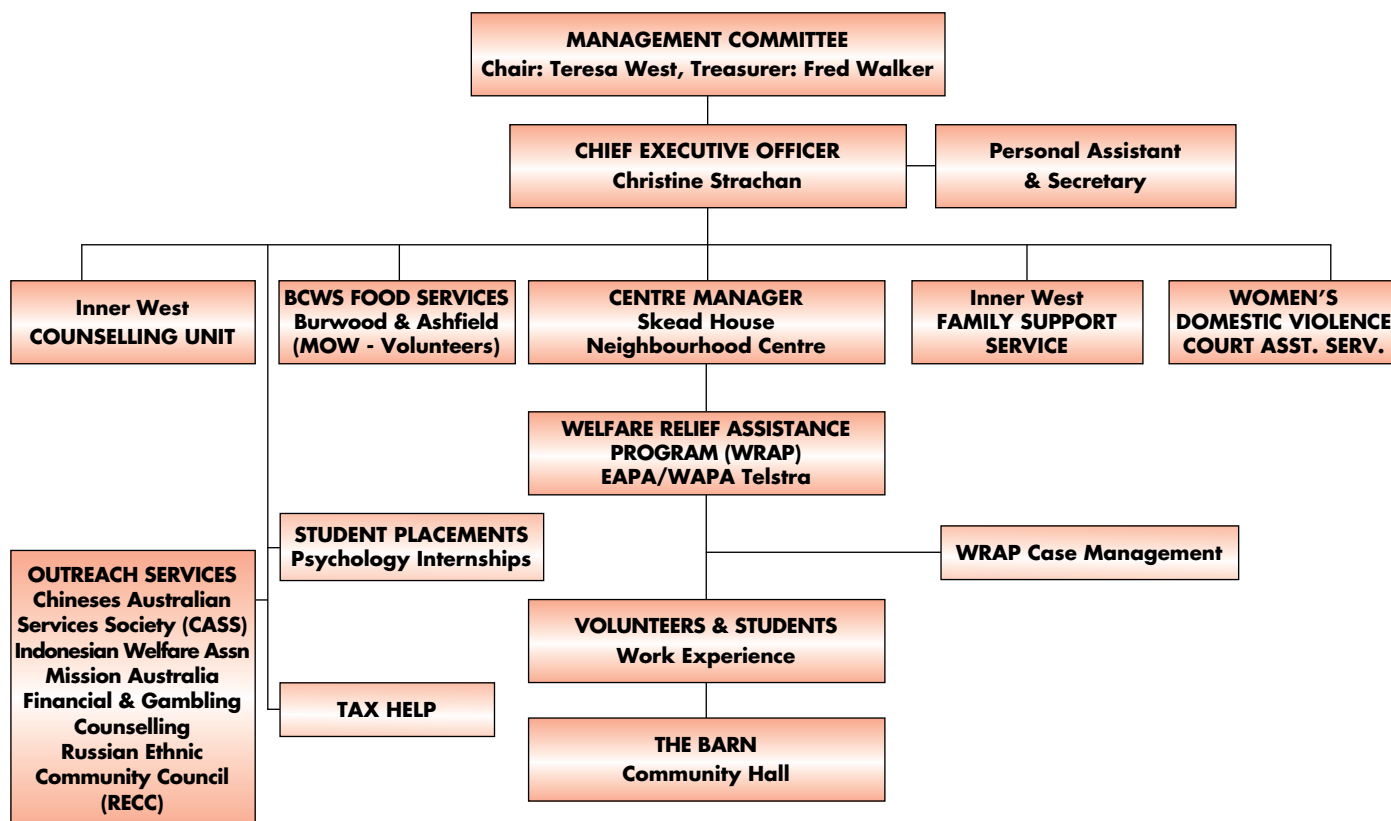 MANAGEMENT COMMITTEE
Chair: Teresa West, Treasurer: Fred Walker
CHIEF EXECUTIVE OFFICER
Christine Strachan
Personal Assistant
& Secretary
Inner West
COUNSELLING UNIT
BCWS FOOD SERVICES
Burwood & Ashfield
(MOW - Volunteers)
CENTRE MANAGER
Skead House
Neighbourhood Centre
Inner West
FAMILY SUPPORT
SERVICE
WOMEN'S
DOMESTIC VIOLENCE
COURT ASST. SERV.
WELFARE RELIEF ASSISTANCE
PROGRAM (WRAP)
EAPA/WAPA Telstra
STUDENT PLACEMENTS
Psychology Internships
WRAP Case Management
OUTREACH SERVICES
Chineses Australian
Services Society (CASS)
Indonesian Welfare Assn
Mission Australia
Financial & Gambling
Counselling
Russian Ethnic
Community Council
(RECC)
VOLUNTEERS & STUDENTS
Work Experience
TAX HELP
THE BARN
Community Hall